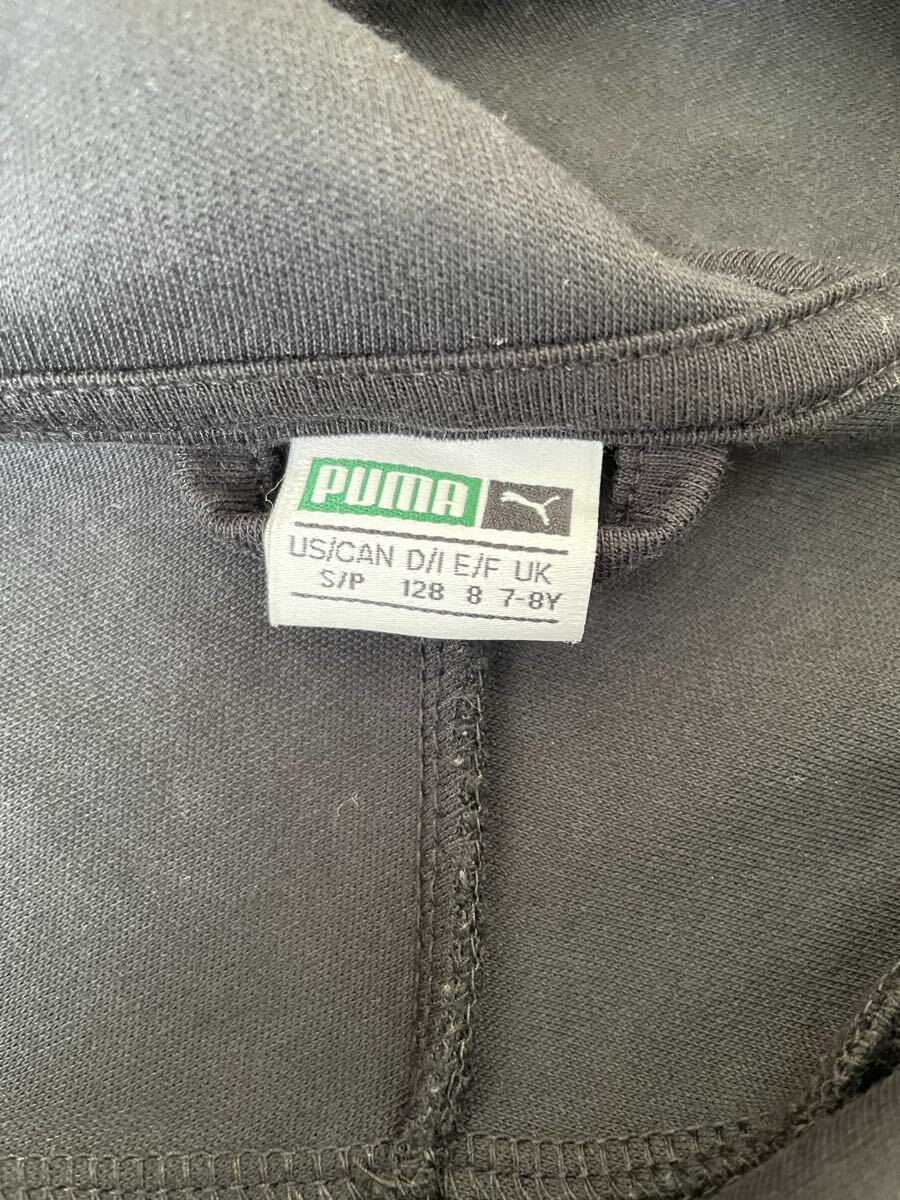 PUMA
US/CAN D/I E/F UK
S/P 128 8 7-8Y